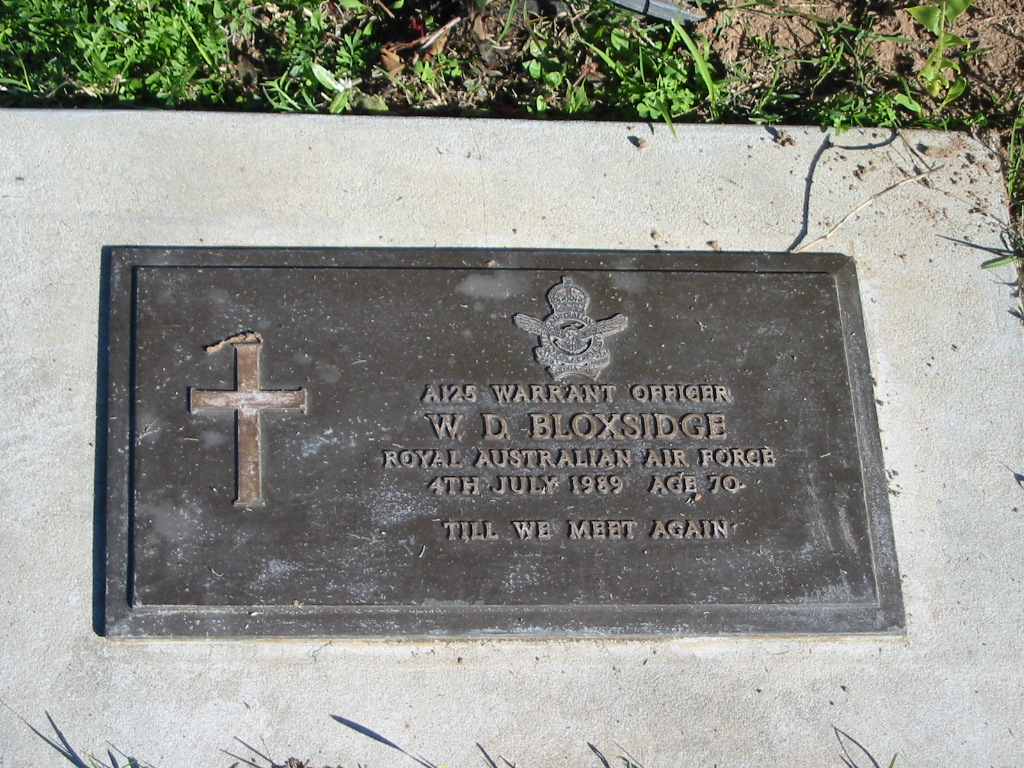 A125 WARRANT OFFICER
W. D. BLOXSIDGE
ROYAL AUSTRALIAN AIR FORCE
4TH JULY 1989 AGE 70
TILL WE MEET AGAIN